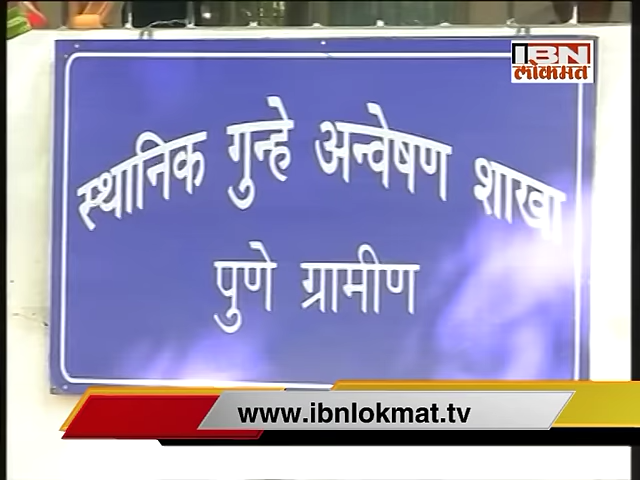 IBN
लोकमत
स्थानिक गुन्हे अन्वेषण शाखा
पुणे ग्रामीण
www.ibnlokmat.tv